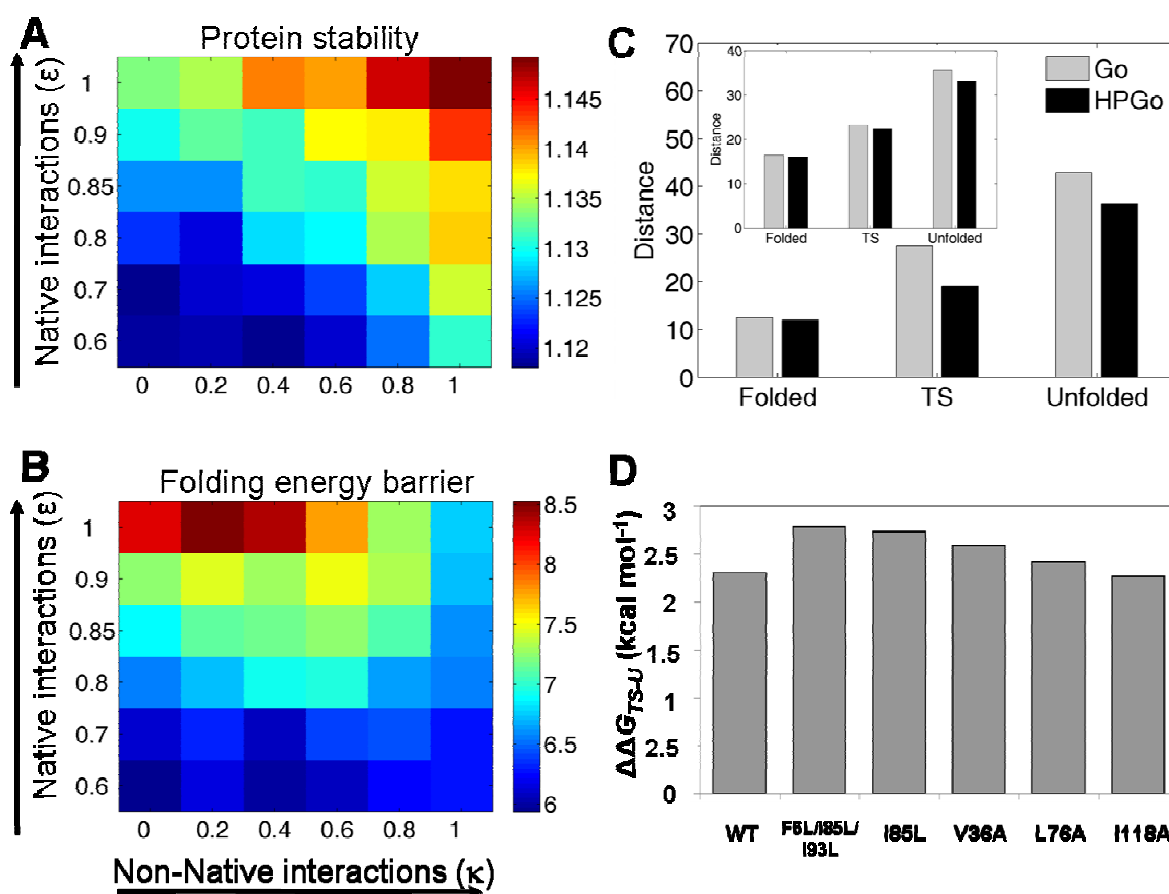 A
Protein stability
Native interactions (ε)
1
0.9
0.85
0.8
0.7
0.6
0 0.2 0.4 0.6 0.8 1
1.145
1.14
1.135
1.13
1.125
1.12
B
Folding energy barrier
Native interactions (ε)
1
0.9
0.85
0.8
0.7
0.6
0 0.2 0.4 0.6 0.8 1
8.5
8
7.5
7
6.5
6
Non-Native interactions (κ)
C
Distance
70
60
50
40
30
20
10
0
Folded TS Unfolded
Go
HPGo
Distance
40
30
20
10
0
Folded TS Unfolded
D
ΔΔG_TS-U (kcal mol⁻¹)
3
2.5
2
1.5
1
2.5
0
WT F6L/I85L/ I85L V36A L76A I118A
I93L